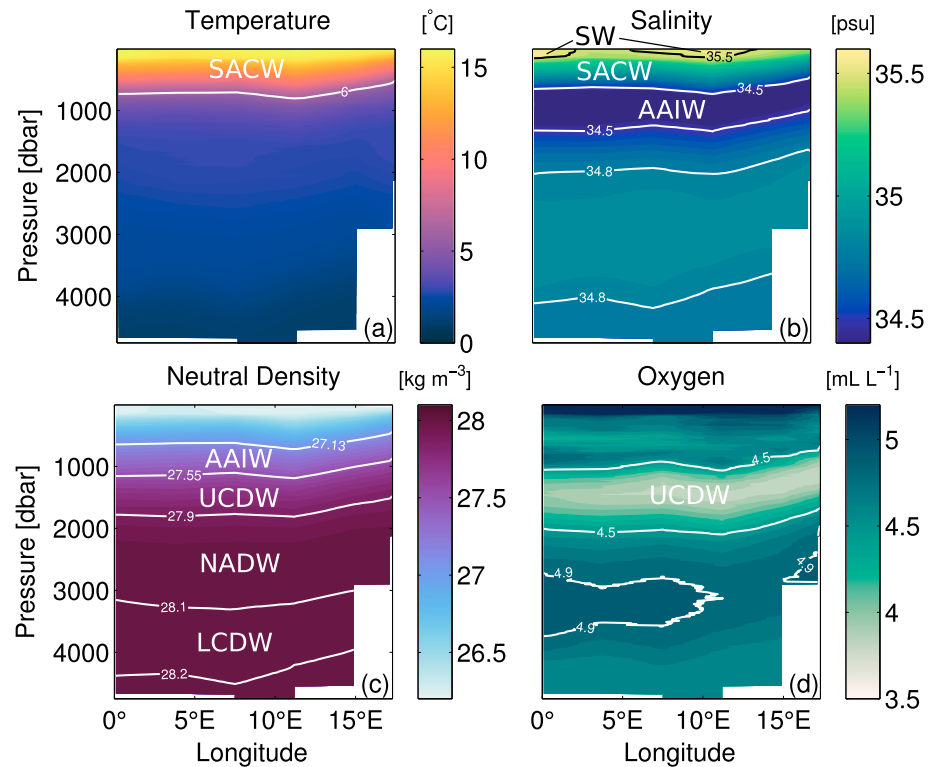 Temperature
[°C]
Salinity
[psu]
SW
35.5
SACW
SACW
6
34.5
AAIW
34.5
34.8
34.8
1000
2000
3000
4000
Pressure [dbar]
15
10
5
0
35.5
35
34.5
(a)
(b)
Neutral Density
[kg m⁻³]
Oxygen
[mL L⁻¹]
27.13
AAIW
27.55
UCDW
27.9
NADW
28.1
LCDW
28.2
4.5
UCDW
4.5
4.9
4.9
4.9
1000
2000
3000
4000
Pressure [dbar]
28
27.5
27
26.5
5
4.5
4
3.5
(c)
(d)
0° 5°E 10°E 15°E
0° 5°E 10°E 15°E
Longitude
Longitude